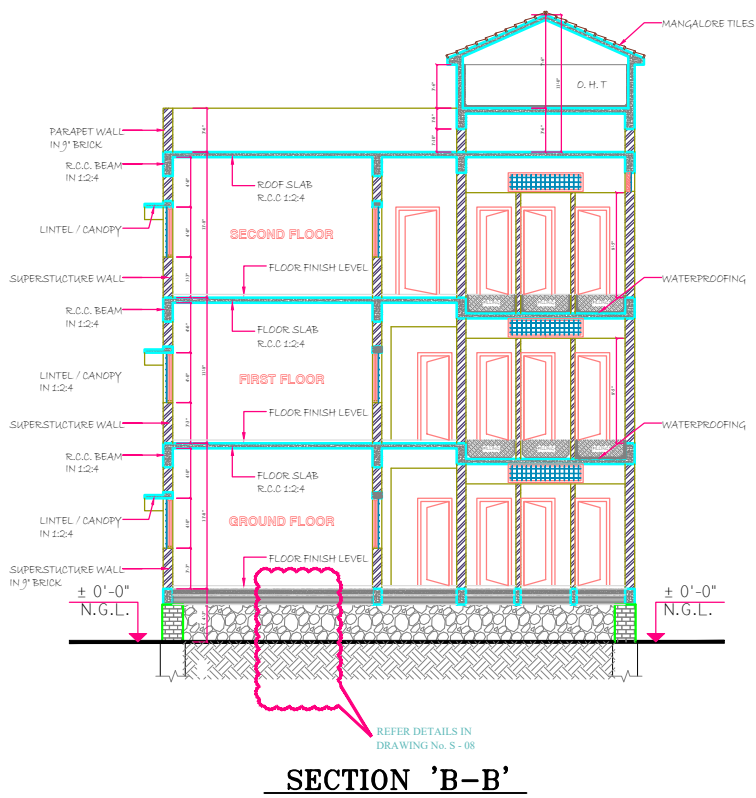 MANGALORE TILES
O.H.T
PARAPET WALL
IN 9" BRICK
R.C.C. BEAM
IN 1:2:4
ROOF SLAB
R.C.C 1:2:4
LINTEL / CANOPY
SECOND FLOOR
FLOOR FINISH LEVEL
SUPERSTUCTURE WALL
WATERPROOFING
R.C.C. BEAM
IN 1:2:4
FLOOR SLAB
R.C.C 1:2:4
LINTEL / CANOPY
IN 1:2:4
FIRST FLOOR
FLOOR FINISH LEVEL
SUPERSTUCTURE WALL
WATERPROOFING
R.C.C. BEAM
IN 1:2:4
FLOOR SLAB
R.C.C 1:2:4
LINTEL / CANOPY
IN 1:2:4
GROUND FLOOR
FLOOR FINISH LEVEL
SUPERSTUCTURE WALL
IN 9" BRICK
± 0'-0"
N.G.L.
± 0'-0"
N.G.L.
REFER DETAILS IN
DRAWING No. S - 08
SECTION 'B-B'